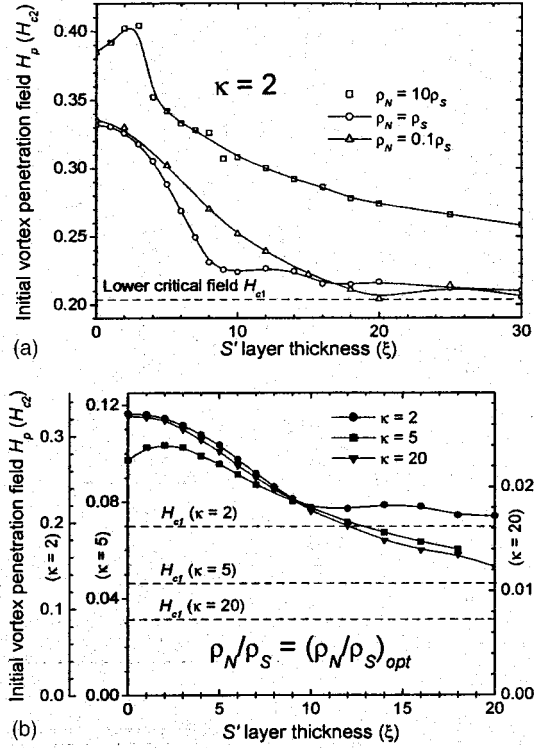 0.40
0.35
0.30
0.25
0.20
Initial vortex penetration field H_p (H_c2)
κ = 2
ρ_N = 10ρ_S
ρ_N = ρ_S
ρ_N = 0.1ρ_S
Lower critical field H_c1
0 10 20 30
S' layer thickness (ξ)
(a)
Initial vortex penetration field H_p (H_c2)
(κ = 2)
0.3
0.2
0.1
0.0
(κ = 5)
0.12
0.08
0.04
0.00
κ = 2
κ = 5
κ = 20
H_c1 (κ = 2)
H_c1 (κ = 5)
H_c1 (κ = 20)
ρ_N/ρ_S = (ρ_N/ρ_S)_opt
0.02
0.01
0.00
(κ = 20)
0 5 10 15 20
S' layer thickness (ξ)
(b)